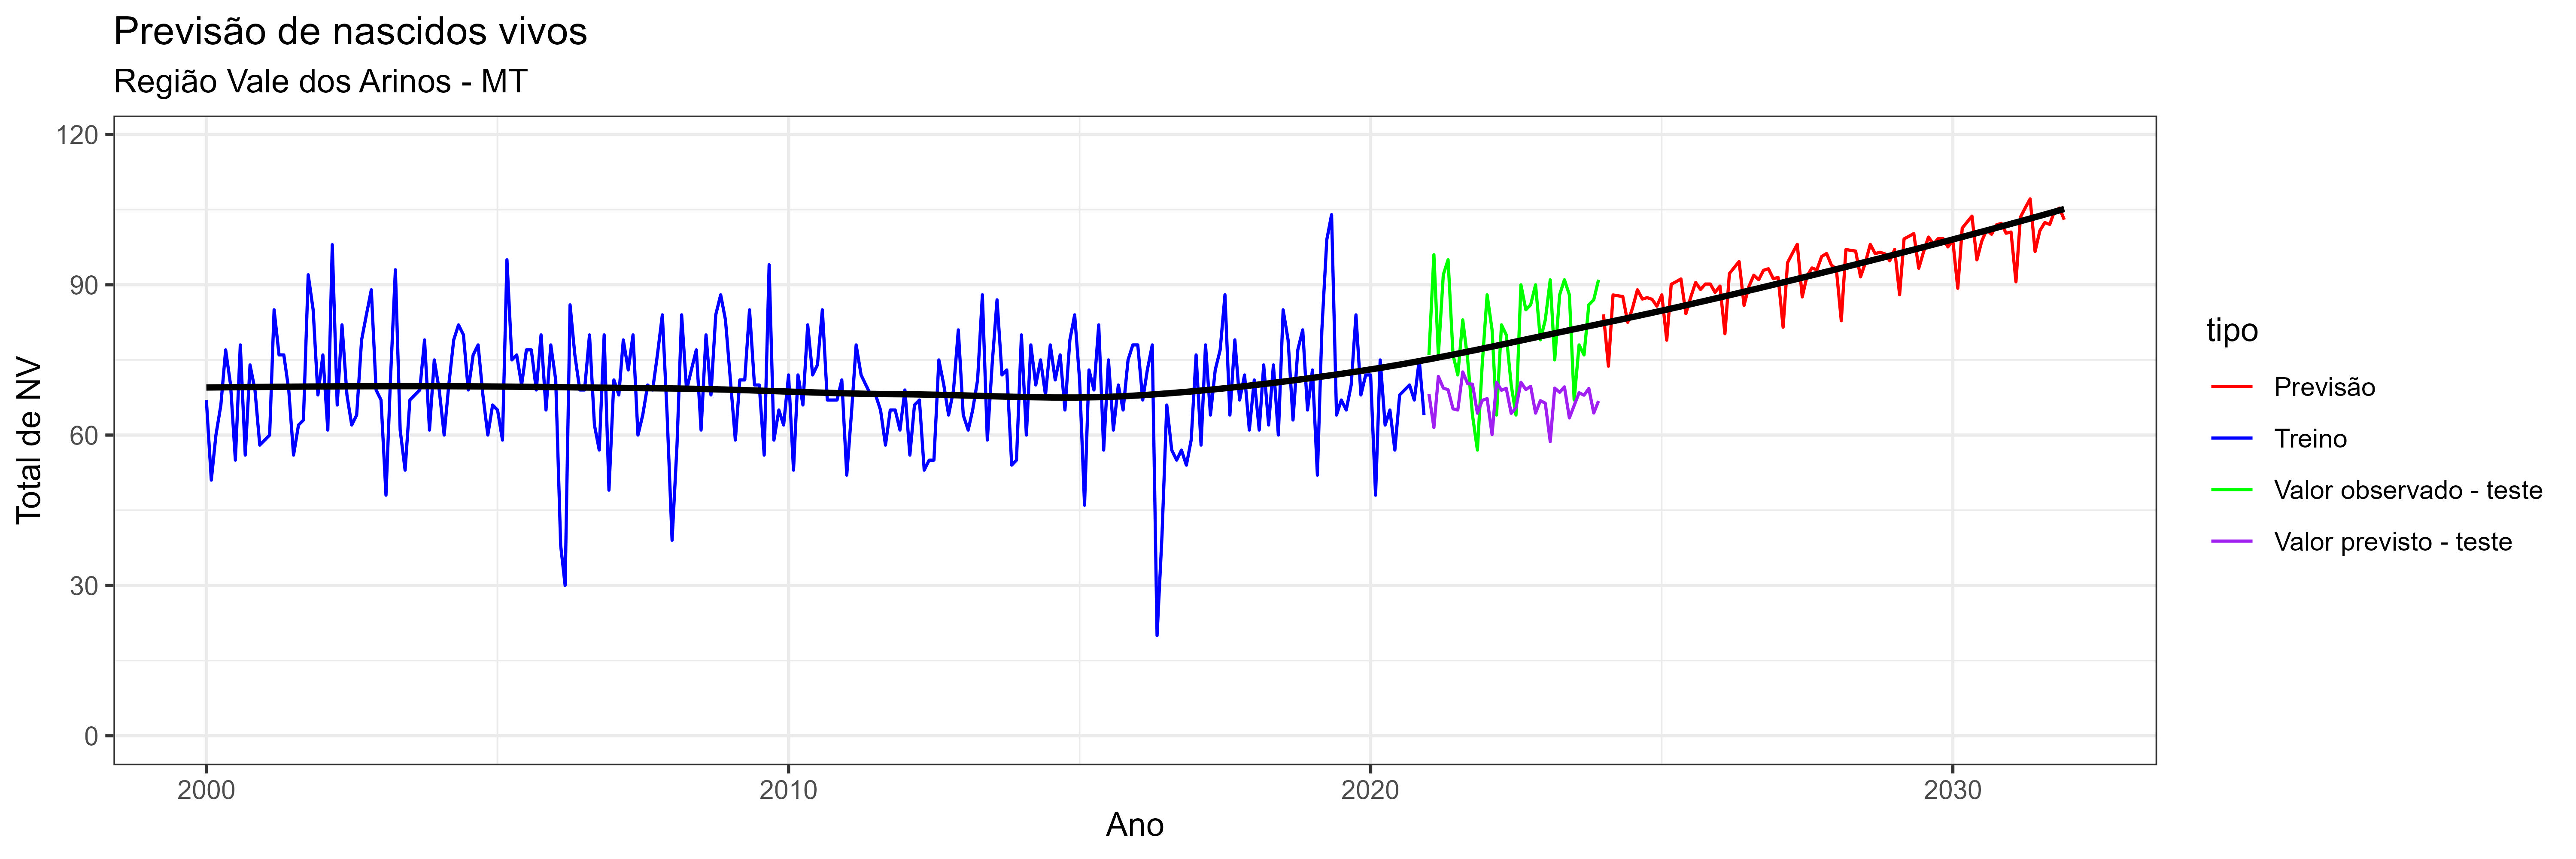 Previsão de nascidos vivos
Região Vale dos Arinos - MT
Total de NV
120
90
60
30
0
2000
2010
2020
2030
Ano
tipo
Previsão
Treino
Valor observado - teste
Valor previsto - teste